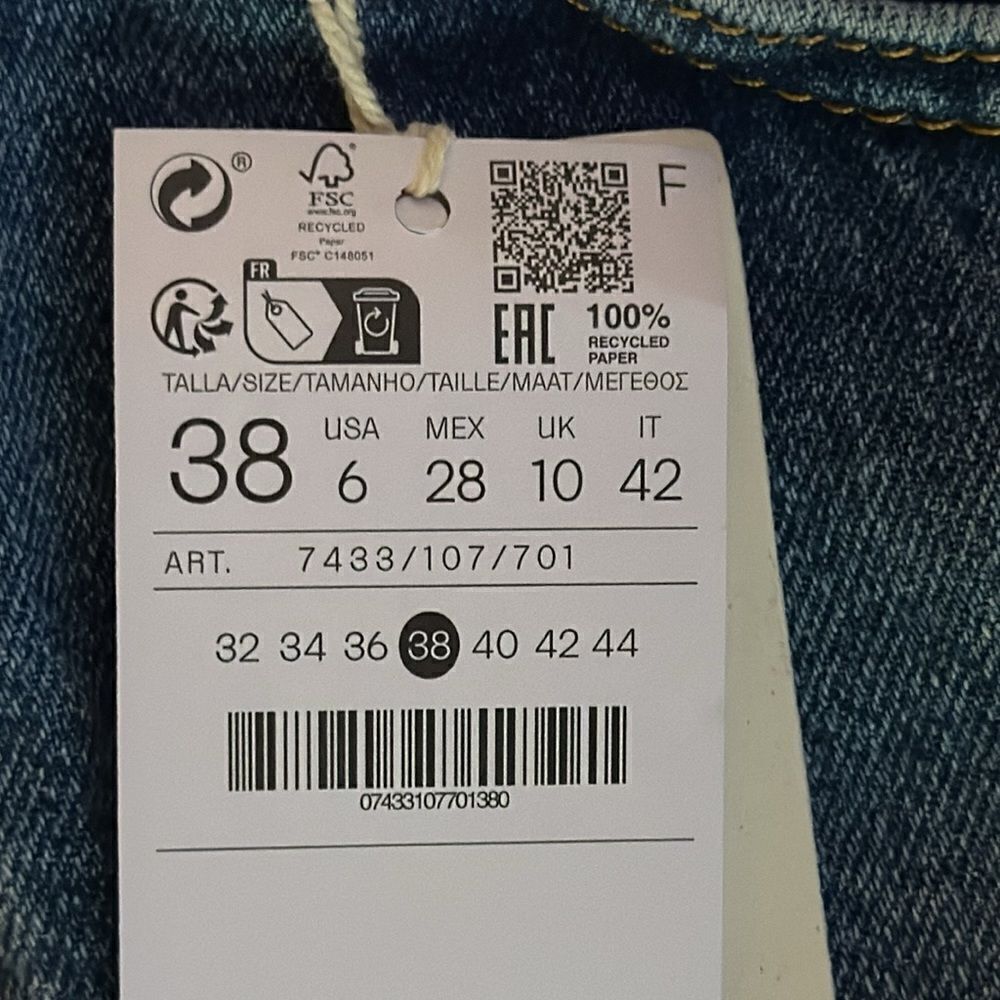 ®
FSC
www.fsc.org
RECYCLED
Paper
FSC® C148051
F
FR
EAC
100%
RECYCLED
PAPER
TALLA/SIZE/TAMANHO/TAILLE/MAAT/ΜΕΓΕΘΟΣ
38 USA 6 MEX 28 UK 10 IT 42
ART. 7433/107/701
32 34 36 38 40 42 44
07433107701380